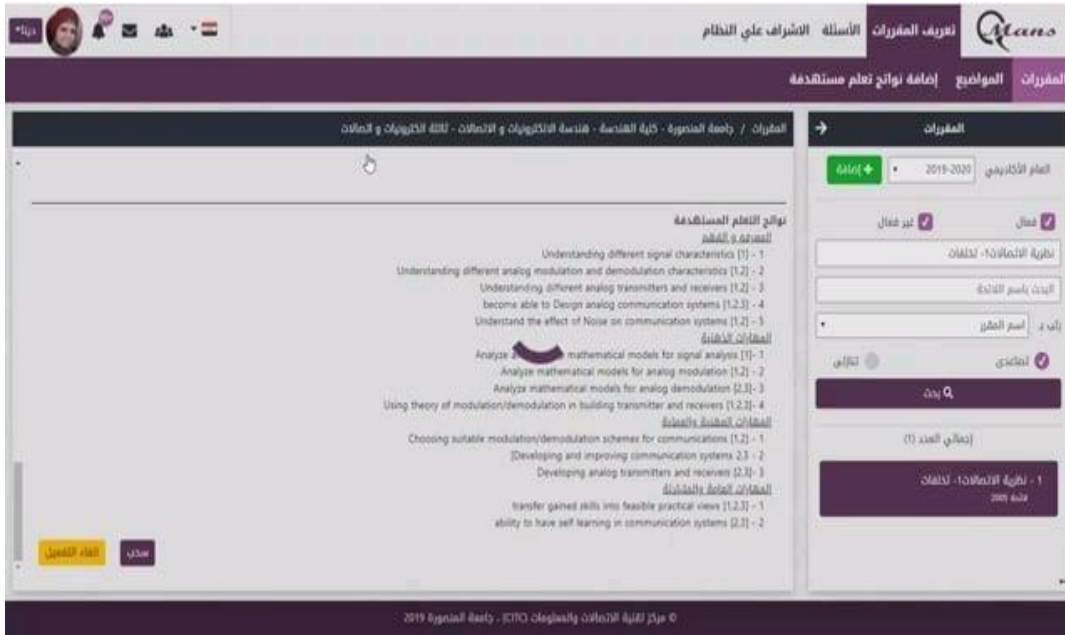 Mans
تعريف المقررات
الأسئلة
الاشراف علي النظام
دينا
المقررات
المواضيع
إضافة نواتج تعلم مستهدفة
المقررات
العام الأكاديمي
2019-2020
إضافة
فعال
غير فعال
نظرية الاتصالات1- تخلفات
البحث باسم اللائحة
رتب بـ
اسم المقرر
تصاعدي
تنازلي
بحث
إجمالي العدد (1)
1 - نظرية الاتصالات1- تخلفات
المقررات / جامعة المنصورة - كلية الهندسة - هندسة الالكترونيات و الاتصالات - ثالثة الكترونيات و اتصالات
نواتج التعلم المستهدفة
المعرفة و الفهم
Understanding different signal characteristics [1] - 1
Understanding different analog modulation and demodulation characteristics [1,2] - 2
Understanding different analog transmitters and receivers [1,2] - 3
become able to Design analog communication systems [1,2,3] - 4
Understand the effect of Noise on communication systems [1,2] - 5
المهارات الذهنية
Analyze mathematical models for signal analysis [1]- 1
Analyze mathematical models for analog modulation [1,2] - 2
Analyze mathematical models for analog demodulation [2,3]- 3
Using theory of modulation/demodulation in building transmitter and receivers [1,2,3]- 4
المهارات المهنية والعملية
Choosing suitable modulation/demodulation schemes for communications [1,2] - 1
[Developing and improving communication systems 2,3 - 2
Developing analog transmitters and receivers [2,3]- 3
المهارات العامة والمنتقلة
transfer gained skills into feasible practical views [1,2,3] - 1
ability to have self learning in communication systems [2,3] - 2
سحب
الغاء التفعيل
© مركز تقنية الاتصالات والمعلومات (CITC) - جامعة المنصورة 2019